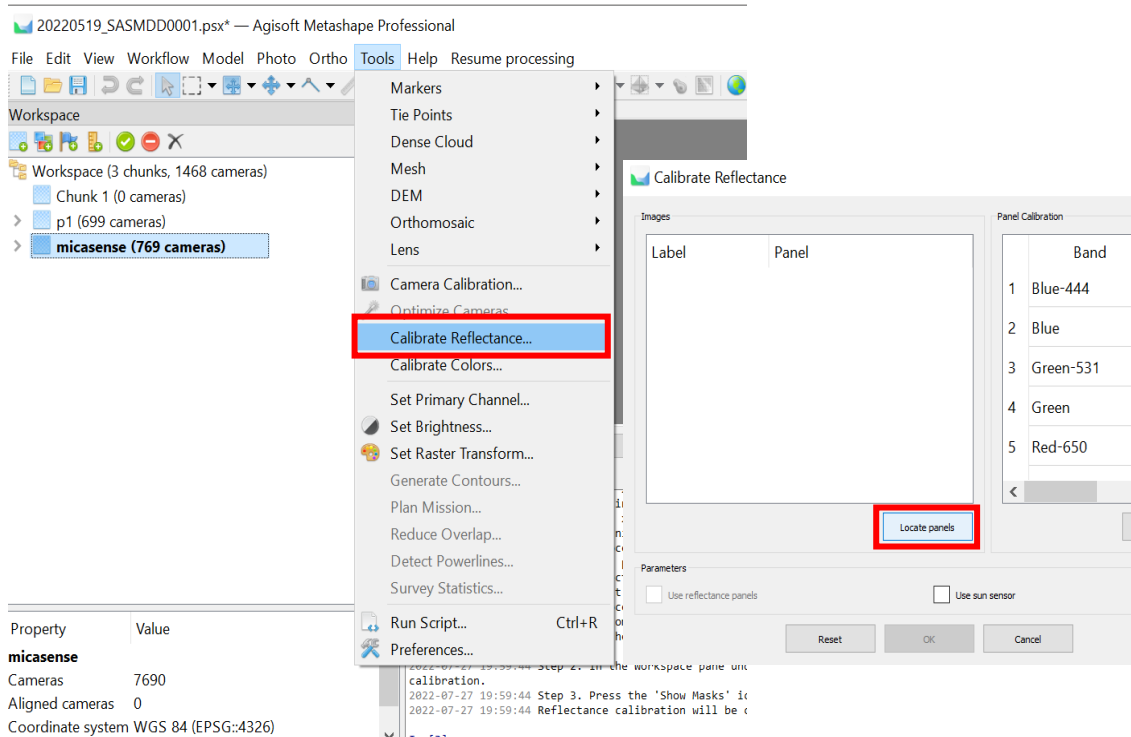 20220519_SASMDD0001.psx* — Agisoft Metashape Professional
File Edit View Workflow Model Photo Ortho Tools Help Resume processing
Workspace
Workspace (3 chunks, 1468 cameras)
Chunk 1 (0 cameras)
p1 (699 cameras)
micasense (769 cameras)
Markers
Tie Points
Dense Cloud
Mesh
DEM
Orthomosaic
Lens
Camera Calibration...
Optimize Cameras
Calibrate Reflectance...
Calibrate Colors...
Set Primary Channel...
Set Brightness...
Set Raster Transform...
Generate Contours...
Plan Mission...
Reduce Overlap...
Detect Powerlines...
Survey Statistics...
Run Script... Ctrl+R
Preferences...
Calibrate Reflectance
Images
Label Panel
Locate panels
Panel Calibration
Band
1 Blue-444
2 Blue
3 Green-531
4 Green
5 Red-650
Parameters
Use reflectance panels
Use sun sensor
Reset OK Cancel
Property Value
micasense
Cameras 7690
Aligned cameras 0
Coordinate system WGS 84 (EPSG::4326)
2022-07-27 19:59:44 Step 2. In the workspace pane
calibration.
2022-07-27 19:59:44 Step 3. Press the 'Show Masks'
2022-07-27 19:59:44 Reflectance calibration will be